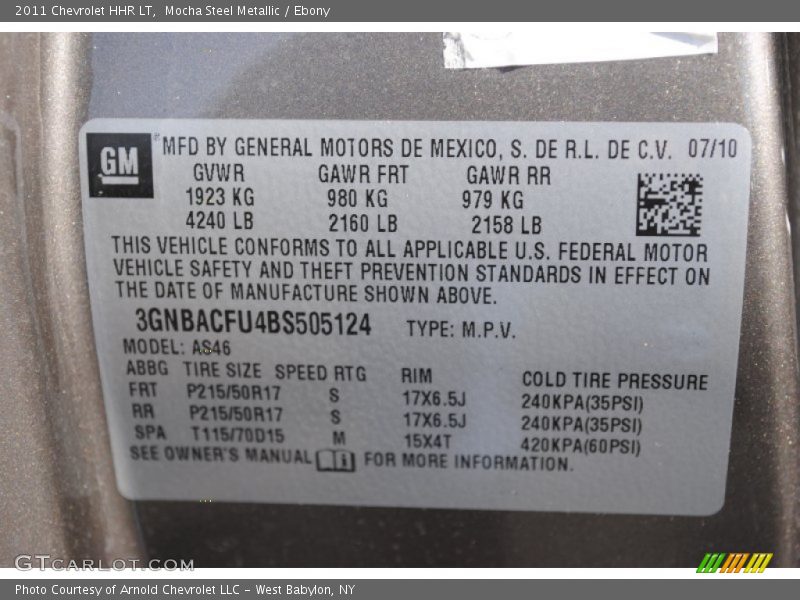 2011 Chevrolet HHR LT,  Mocha Steel Metallic / Ebony
GM
® MFD BY GENERAL MOTORS DE MEXICO, S. DE R.L. DE C.V. 07/10
GVWR GAWR FRT GAWR RR
1923 KG 980 KG 979 KG
4240 LB 2160 LB 2158 LB
THIS VEHICLE CONFORMS TO ALL APPLICABLE U.S. FEDERAL MOTOR
VEHICLE SAFETY AND THEFT PREVENTION STANDARDS IN EFFECT ON
THE DATE OF MANUFACTURE SHOWN ABOVE.
3GNBACFU4BS505124 TYPE: M.P.V.
MODEL: AS46
ABBG TIRE SIZE SPEED RTG RIM COLD TIRE PRESSURE
FRT P215/50R17 S 17X6.5J 240KPA(35PSI)
RR P215/50R17 S 17X6.5J 240KPA(35PSI)
SPA T115/70D15 M 15X4T 420KPA(60PSI)
SEE OWNER'S MANUAL FOR MORE INFORMATION.
GTCARLOT.COM
Photo Courtesy of Arnold Chevrolet LLC - West Babylon, NY